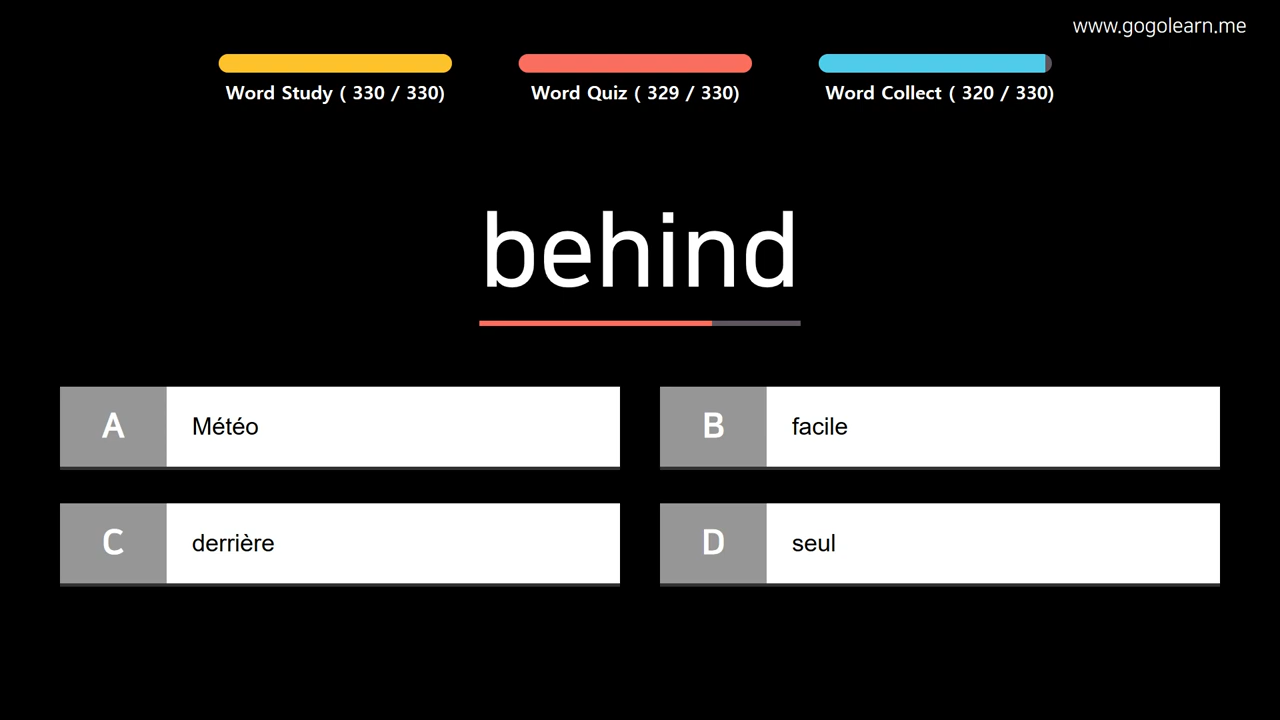 www.gogolearn.me
Word Study ( 330 / 330)
Word Quiz ( 329 / 330)
Word Collect ( 320 / 330)
behind
A
Météo
B
facile
C
derrière
D
seul